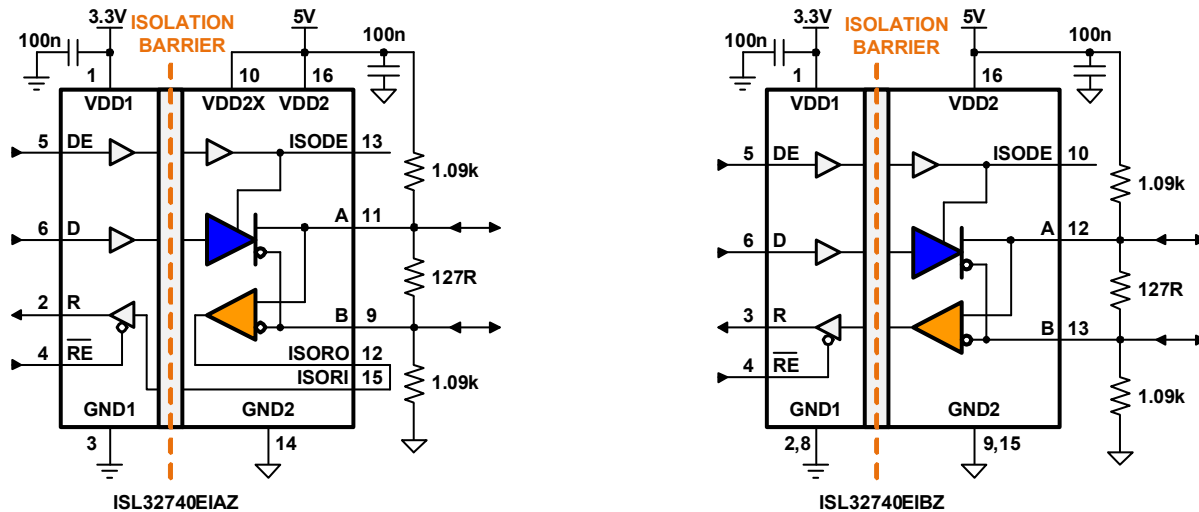 3.3V
ISOLATION
BARRIER
5V
100n
100n
1
10
16
VDD1
VDD2X
VDD2
5
DE
ISODE
13
1.09k
A
11
6
D
127R
2
R
B
9
4
RE
ISORO
12
ISORI
15
1.09k
GND1
GND2
3
14
ISL32740EIAZ
3.3V
ISOLATION
BARRIER
5V
100n
100n
1
16
VDD1
VDD2
5
DE
ISODE
10
1.09k
A
12
6
D
127R
3
R
B
13
4
RE
1.09k
GND1
GND2
2,8
9,15
ISL32740EIBZ